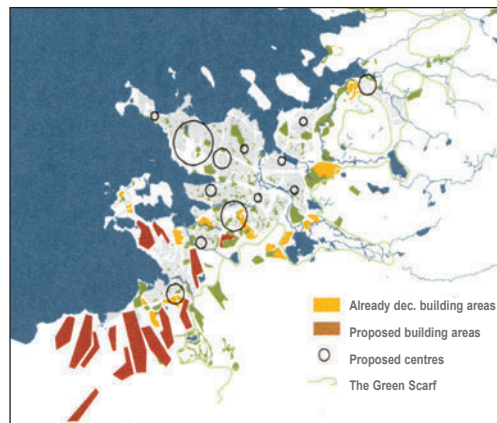 Already dec. building areas
Proposed building areas
Proposed centres
The Green Scarf